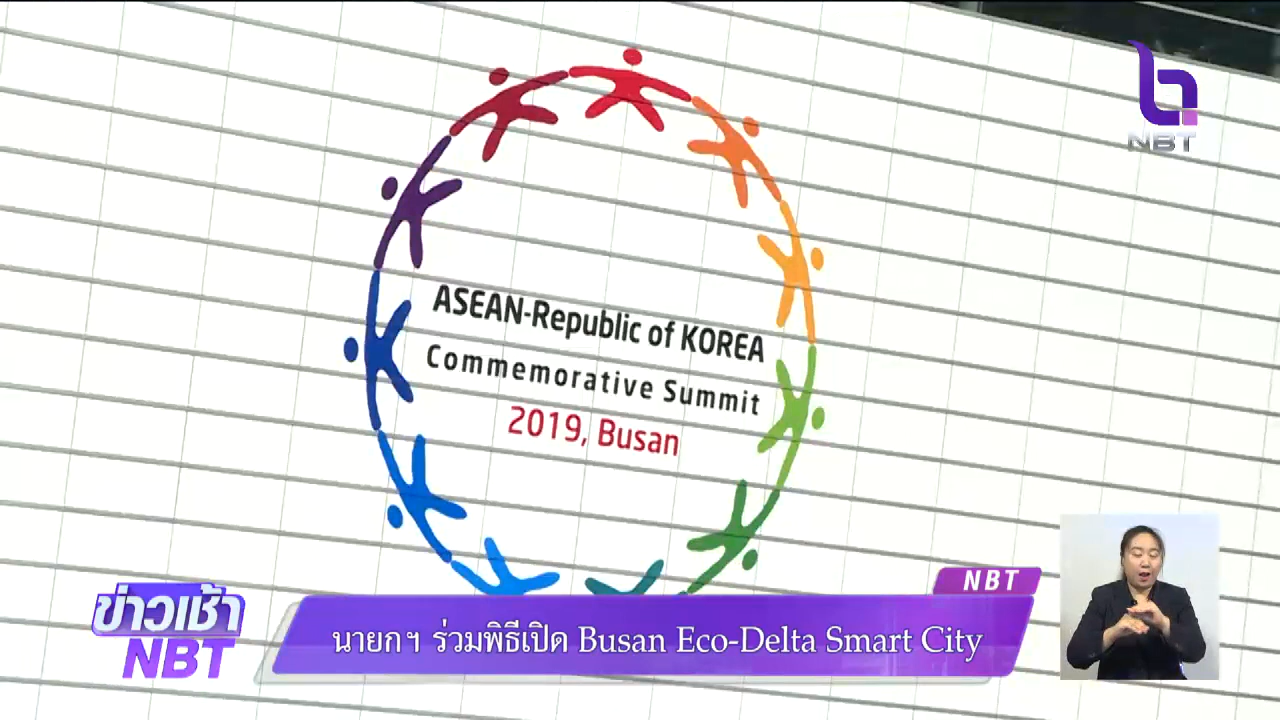 NBT
ASEAN-Republic of KOREA
Commemorative Summit
2019, Busan
NBT
ข่าวเช้า
NBT
นายกฯ ร่วมพิธีเปิด Busan Eco-Delta Smart City